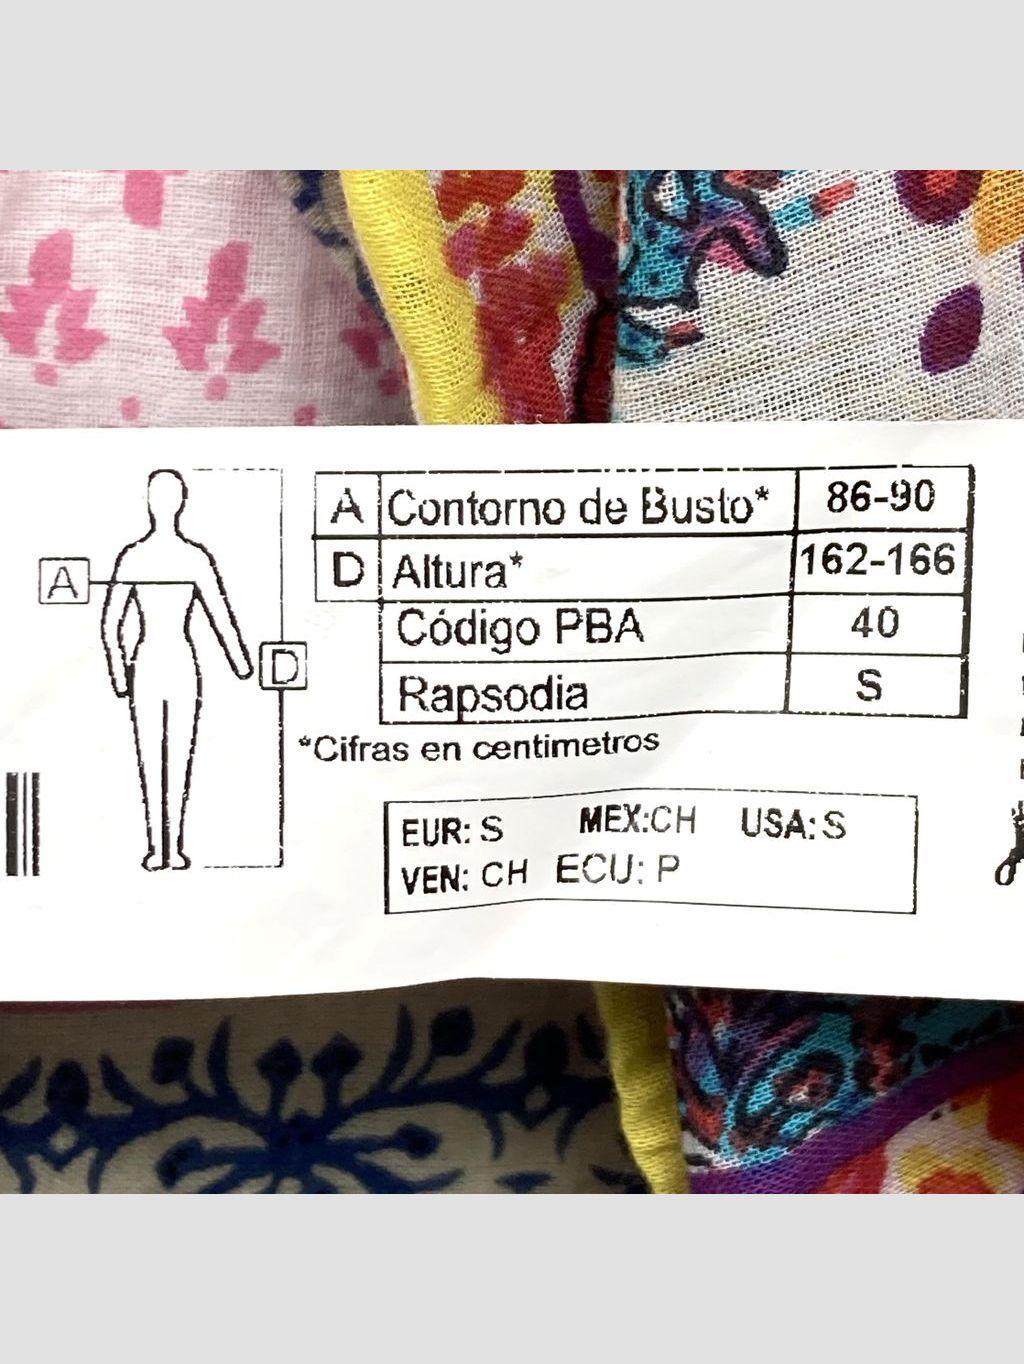 A Contorno de Busto* 86-90
D Altura* 162-166
Código PBA 40
Rapsodia S
*Cifras en centimetros
A
D
EUR: S MEX:CH USA:S
VEN: CH ECU: P